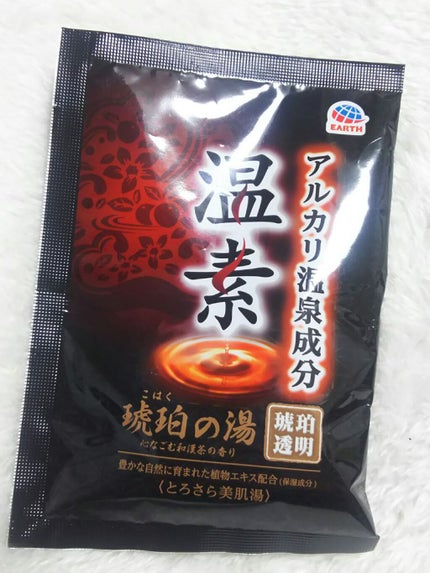 EARTH
アルカリ温泉成分
温素
こはく
琥珀の湯
心なごむ和漢茶の香り
琥珀
透明
豊かな自然に育まれた植物エキス配合(保湿成分)
〈とろさら美肌湯〉